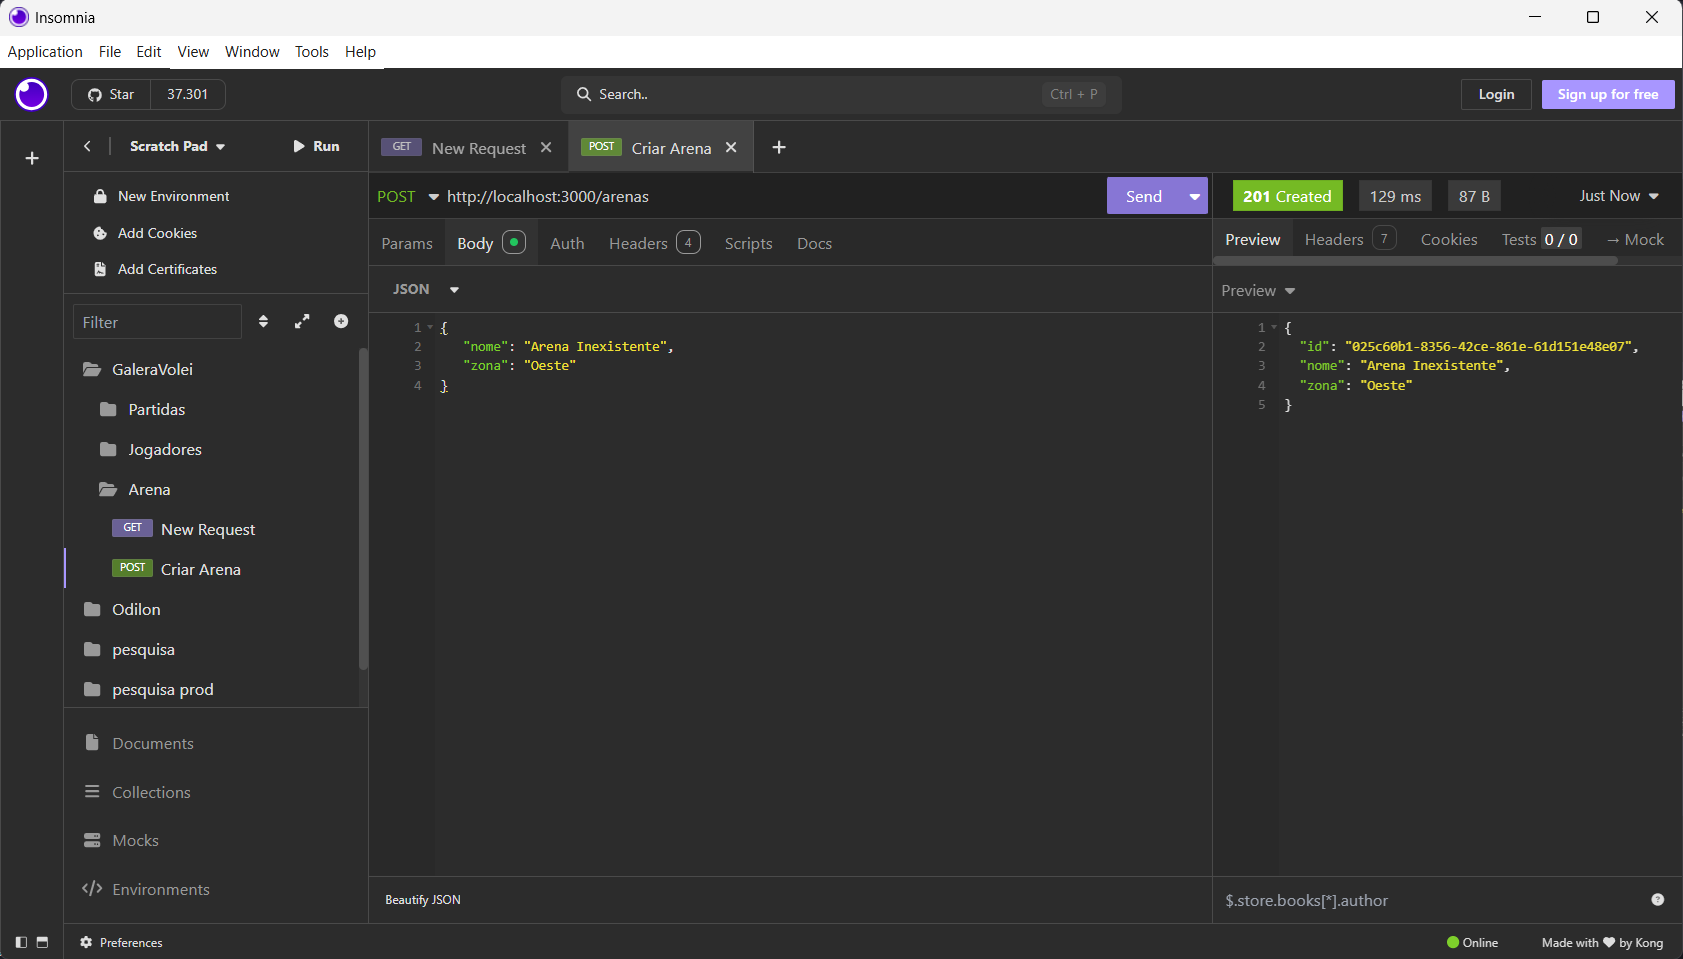 Insomnia
Application File Edit View Window Tools Help
Star 37.301 Search.. Ctrl + P Login Sign up for free
Scratch Pad Run
GET New Request POST Criar Arena
New Environment
Add Cookies
Add Certificates
Filter
GaleraVolei
Partidas
Jogadores
Arena
GET New Request
POST Criar Arena
Odilon
pesquisa
pesquisa prod
Documents
Collections
Mocks
Environments
POST http://localhost:3000/arenas Send
Params Body Auth Headers 4 Scripts Docs
JSON
1 {
2 "nome": "Arena Inexistente",
3 "zona": "Oeste"
4 }
Beautify JSON
201 Created 129 ms 87 B Just Now
Preview Headers 7 Cookies Tests 0 / 0 → Mock
Preview
1 {
2 "id": "025c60b1-8356-42ce-861e-61d151e48e07",
3 "nome": "Arena Inexistente",
4 "zona": "Oeste"
5 }
$.store.books[*].author
Preferences
Online Made with ♥ by Kong